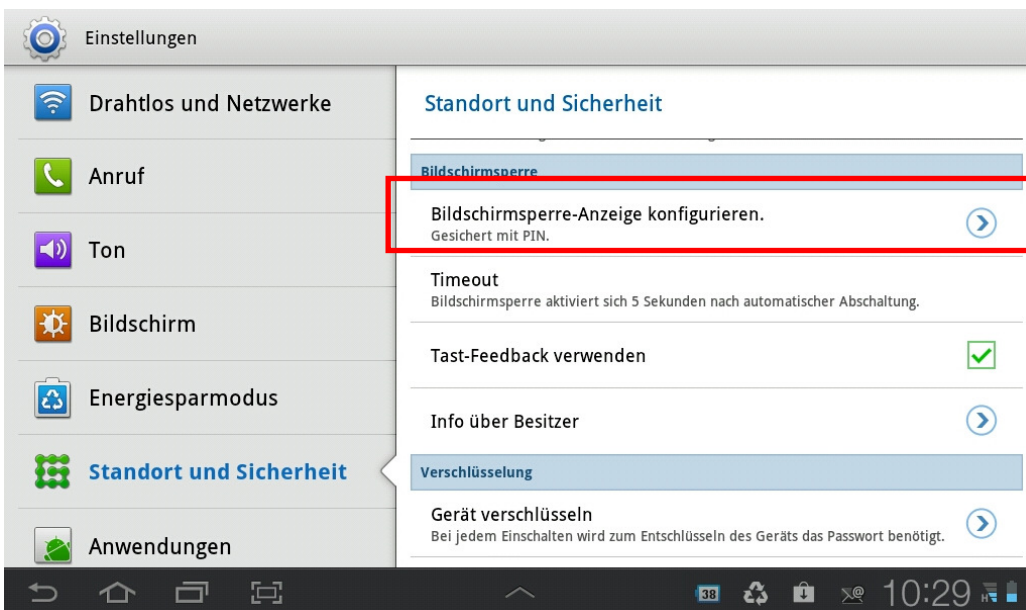 Einstellungen
Drahtlos und Netzwerke
Anruf
Ton
Bildschirm
Energiesparmodus
Standort und Sicherheit
Anwendungen
Standort und Sicherheit
Bildschirmsperre
Bildschirmsperre-Anzeige konfigurieren.
Gesichert mit PIN.
Timeout
Bildschirmsperre aktiviert sich 5 Sekunden nach automatischer Abschaltung.
Tast-Feedback verwenden
Info über Besitzer
Verschlüsselung
Gerät verschlüsseln
Bei jedem Einschalten wird zum Entschlüsseln des Geräts das Passwort benötigt.
38 10:29 H